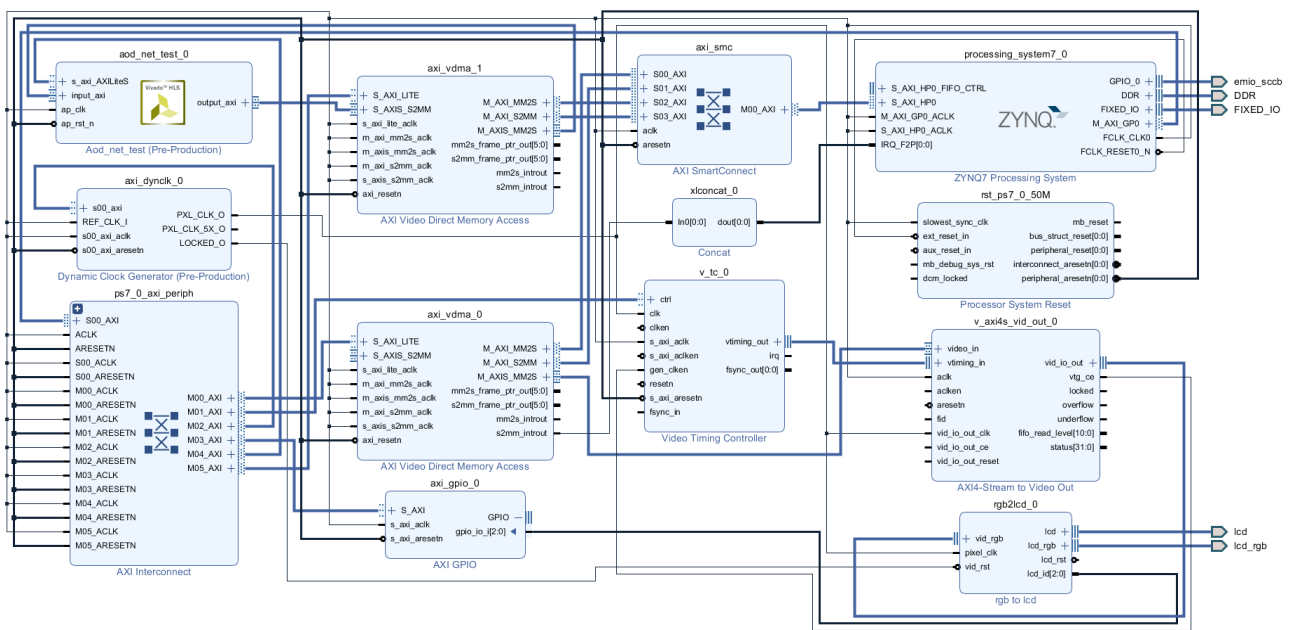 aod_net_test_0
s_axi_AXILiteS
input_axi
ap_clk
ap_rst_n
Vivado™ HLS
output_axi
Aod_net_test (Pre-Production)
axi_dynclk_0
s00_axi
REF_CLK_I
s00_axi_aclk
s00_axi_aresetn
PXL_CLK_O
PXL_CLK_5X_O
LOCKED_O
Dynamic Clock Generator (Pre-Production)
ps7_0_axi_periph
S00_AXI
ACLK
ARESETN
S00_ACLK
S00_ARESETN
M00_ACLK
M00_ARESETN
M01_ACLK
M01_ARESETN
M02_ACLK
M02_ARESETN
M03_ACLK
M03_ARESETN
M04_ACLK
M04_ARESETN
M05_ACLK
M05_ARESETN
M00_AXI
M01_AXI
M02_AXI
M03_AXI
M04_AXI
M05_AXI
AXI Interconnect
axi_vdma_1
S_AXI_LITE
S_AXIS_S2MM
s_axi_lite_aclk
m_axi_mm2s_aclk
m_axis_mm2s_aclk
m_axi_s2mm_aclk
s_axis_s2mm_aclk
axi_resetn
M_AXI_MM2S
M_AXI_S2MM
M_AXIS_MM2S
mm2s_frame_ptr_out[5:0]
s2mm_frame_ptr_out[5:0]
mm2s_introut
s2mm_introut
AXI Video Direct Memory Access
axi_vdma_0
S_AXI_LITE
S_AXIS_S2MM
s_axi_lite_aclk
m_axi_mm2s_aclk
m_axis_mm2s_aclk
m_axi_s2mm_aclk
s_axis_s2mm_aclk
axi_resetn
M_AXI_MM2S
M_AXI_S2MM
M_AXIS_MM2S
mm2s_frame_ptr_out[5:0]
s2mm_frame_ptr_out[5:0]
mm2s_introut
s2mm_introut
AXI Video Direct Memory Access
axi_gpio_0
S_AXI
s_axi_aclk
s_axi_aresetn
GPIO
gpio_io_i[2:0]
AXI GPIO
axi_smc
S00_AXI
S01_AXI
S02_AXI
S03_AXI
aclk
aresetn
M00_AXI
AXI SmartConnect
xlconcat_0
In0[0:0]
dout[0:0]
Concat
v_tc_0
ctrl
clk
clken
s_axi_aclk
s_axi_aclken
gen_clken
resetn
s_axi_aresetn
fsync_in
vtiming_out
irq
fsync_out[0:0]
Video Timing Controller
processing_system7_0
S_AXI_HP0_FIFO_CTRL
S_AXI_HP0
M_AXI_GP0_ACLK
S_AXI_HP0_ACLK
IRQ_F2P[0:0]
ZYNQ.
GPIO_0
DDR
FIXED_IO
M_AXI_GP0
FCLK_CLK0
FCLK_RESET0_N
ZYNQ7 Processing System
emio_sccb
DDR
FIXED_IO
rst_ps7_0_50M
slowest_sync_clk
ext_reset_in
aux_reset_in
mb_debug_sys_rst
dcm_locked
mb_reset
bus_struct_reset[0:0]
peripheral_reset[0:0]
interconnect_aresetn[0:0]
peripheral_aresetn[0:0]
Processor System Reset
v_axi4s_vid_out_0
video_in
vtiming_in
aclk
aclken
aresetn
fid
vid_io_out_clk
vid_io_out_ce
vid_io_out_reset
vid_io_out
vtg_ce
locked
overflow
underflow
fifo_read_level[10:0]
status[31:0]
AXI4-Stream to Video Out
rgb2lcd_0
vid_rgb
pixel_clk
vid_rst
lcd
lcd_rgb
lcd_rst
lcd_id[2:0]
rgb to lcd
lcd
lcd_rgb